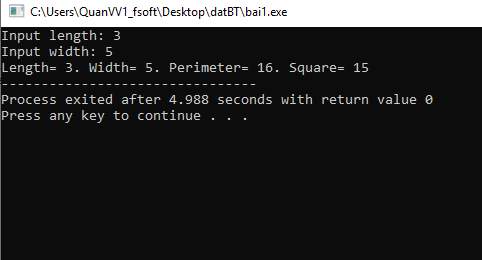 C:\Users\QuanVV1_fsoft\Desktop\datBT\bai1.exe
Input length: 3
Input width: 5
Length= 3. Width= 5. Perimeter= 16. Square= 15
--------------------------------
Process exited after 4.988 seconds with return value 0
Press any key to continue . . .